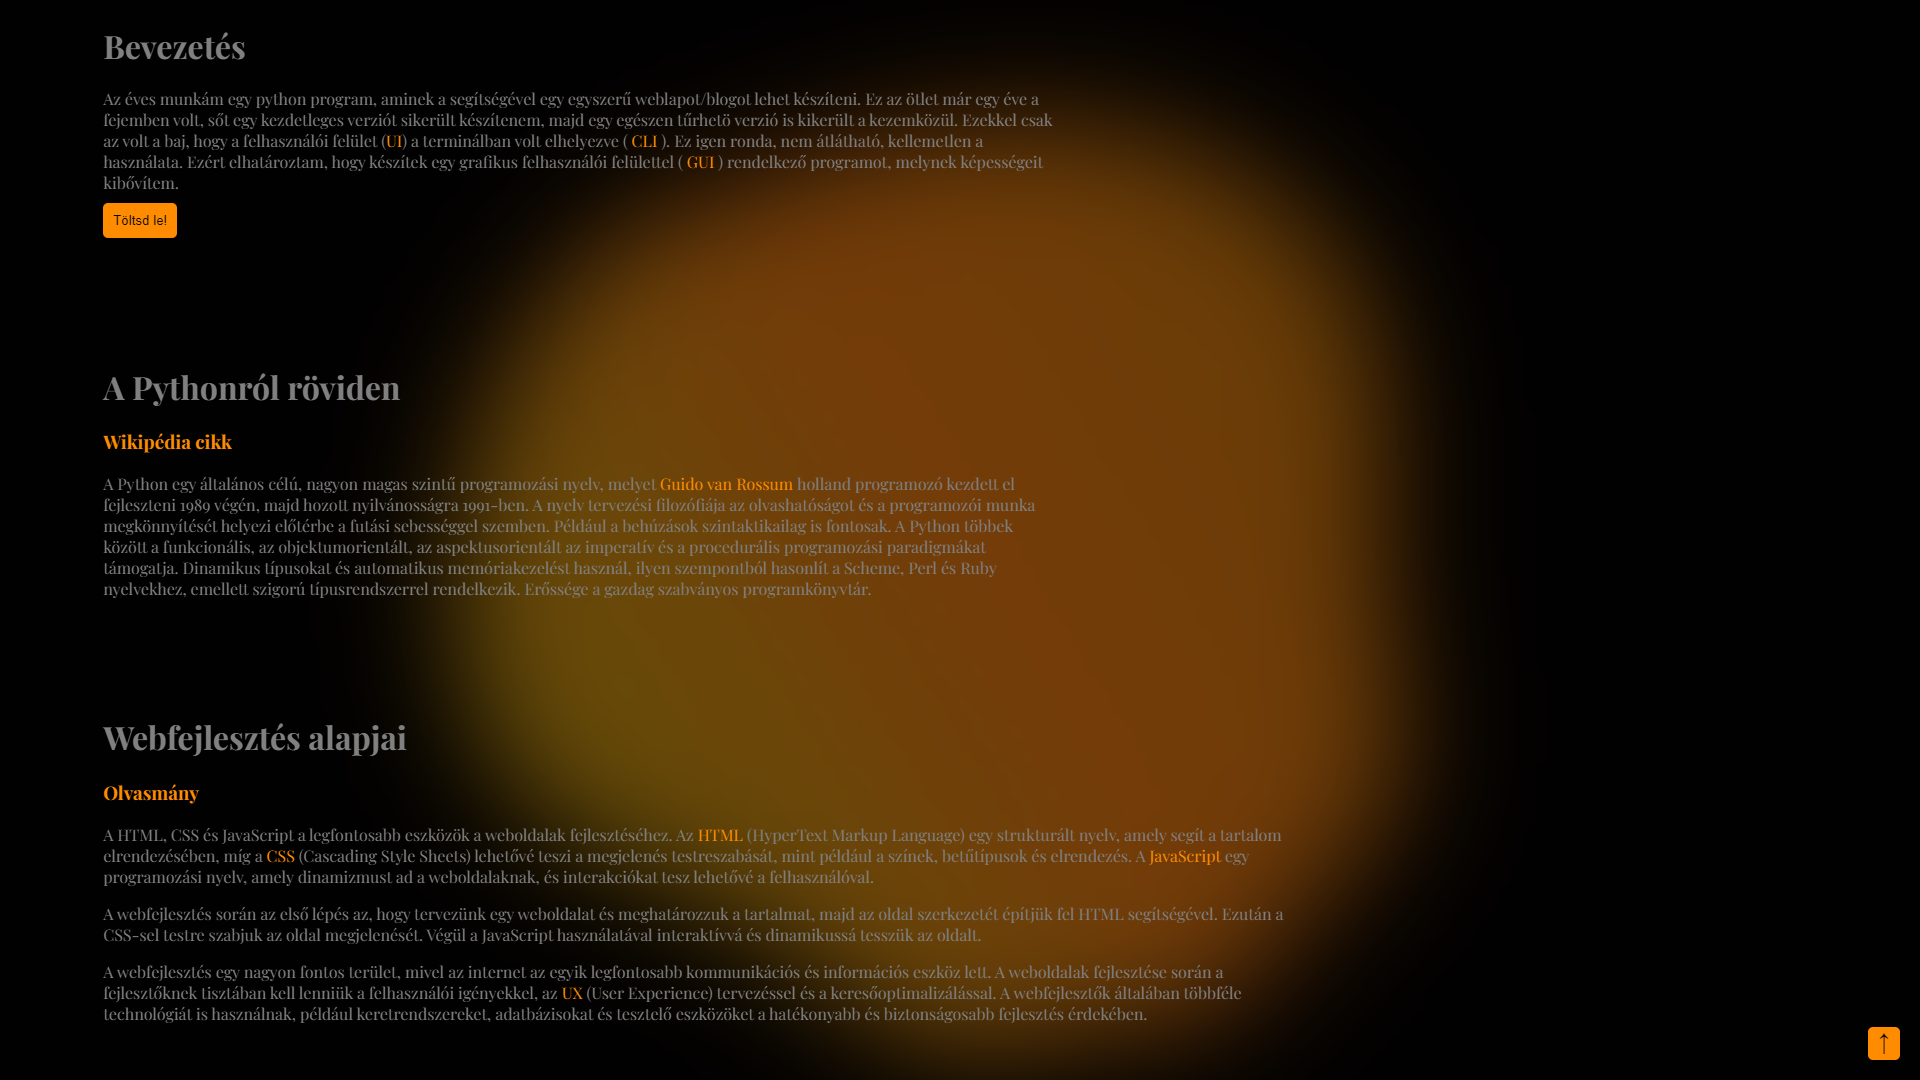 Bevezetés
Az éves munkám egy python program, aminek a segítségével egy egyszerű weblapot/blogot lehet készíteni. Ez az ötlet már egy éve a
fejemben volt, sőt egy kezdetleges verziót sikerült készítenem, majd egy egészen tűrhető verzió is kikerült a kezemközül. Ezekkel csak
az volt a baj, hogy a felhasználói felület (UI) a terminálban volt elhelyezve ( CLI ). Ez igen ronda, nem átlátható, kellemetlen a
használata. Ezért elhatároztam, hogy készítek egy grafikus felhasználói felülettel ( GUI ) rendelkező programot, melynek képességeit
kibővítem.
Töltsd le!
A Pythonról röviden
Wikipédia cikk
A Python egy általános célú, nagyon magas szintű programozási nyelv, melyet Guido van Rossum holland programozó kezdett el
fejleszteni 1989 végén, majd hozott nyilvánosságra 1991-ben. A nyelv tervezési filozófiája az olvashatóságot és a programozói munka
megkönnyítését helyezi előtérbe a futási sebességgel szemben. Például a behúzások szintaktikailag is fontosak. A Python többek
között a funkcionális, az objektumorientált, az aspektusorientált az imperatív és a procedurális programozási paradigmákat
támogatja. Dinamikus típusokat és automatikus memóriakezelést használ, ilyen szempontból hasonlít a Scheme, Perl és Ruby
nyelvekhez, emellett szigorú típusrendszerrel rendelkezik. Erőssége a gazdag szabványos programkönyvtár.
Webfejlesztés alapjai
Olvasmány
A HTML, CSS és JavaScript a legfontosabb eszközök a weboldalak fejlesztéséhez. Az HTML (HyperText Markup Language) egy strukturált nyelv, amely segít a tartalom
elrendezésében, míg a CSS (Cascading Style Sheets) lehetővé teszi a megjelenés testreszabását, mint például a színek, betűtípusok és elrendezés. A JavaScript egy
programozási nyelv, amely dinamizmust ad a weboldalaknak, és interakciókat tesz lehetővé a felhasználóval.
A webfejlesztés során az első lépés az, hogy tervezünk egy weboldalat és meghatározzuk a tartalmat, majd az oldal szerkezetét építjük fel HTML segítségével. Ezután a
CSS-sel testre szabjuk az oldal megjelenését. Végül a JavaScript használatával interaktívvá és dinamikussá tesszük az oldalt.
A webfejlesztés egy nagyon fontos terület, mivel az internet az egyik legfontosabb kommunikációs és információs eszköz lett. A weboldalak fejlesztése során a
fejlesztőknek tisztában kell lenniük a felhasználói igényekkel, az UX (User Experience) tervezéssel és a keresőoptimalizálással. A webfejlesztők általában többféle
technológiát is használnak, például keretrendszereket, adatbázisokat és tesztelő eszközöket a hatékonyabb és biztonságosabb fejlesztés érdekében.
↑